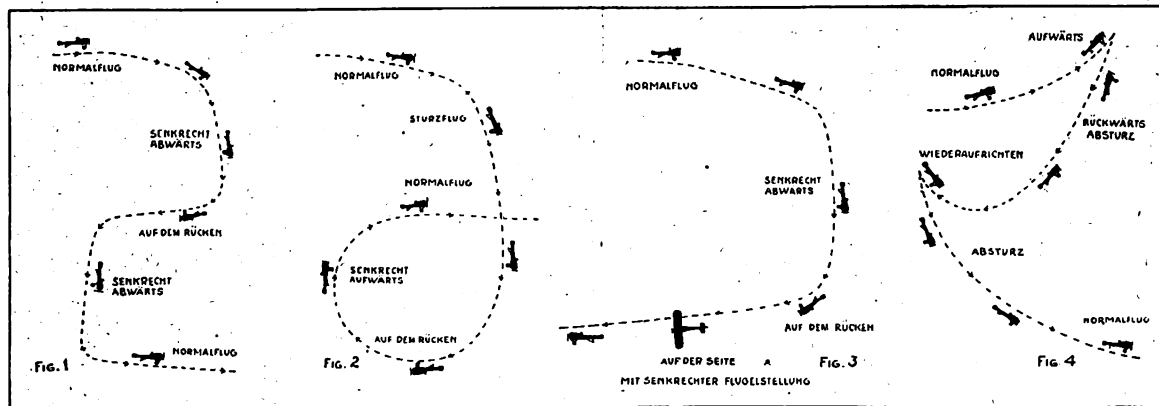 NORMALFLUG
SENKRECHT
ABWÄRTS
AUF DEM RÜCKEN
SENKRECHT
ABWÄRTS
NORMALFLUG
FIG. 1
NORMALFLUG
STURZFLUG
NORMALFLUG
SENKRECHT
AUFWÄRTS
AUF DEM RÜCKEN
FIG. 2
NORMALFLUG
SENKRECHT
ABWÄRTS
AUF DEM RÜCKEN
AUF DER SEITE A
MIT SENKRECHTER FLUGELSTELLUNG
FIG. 3
AUFWÄRTS
NORMALFLUG
RÜCKWÄRTS
ABSTURZ
WIEDERAUFRICHTEN
ABSTURZ
NORMALFLUG
FIG. 4